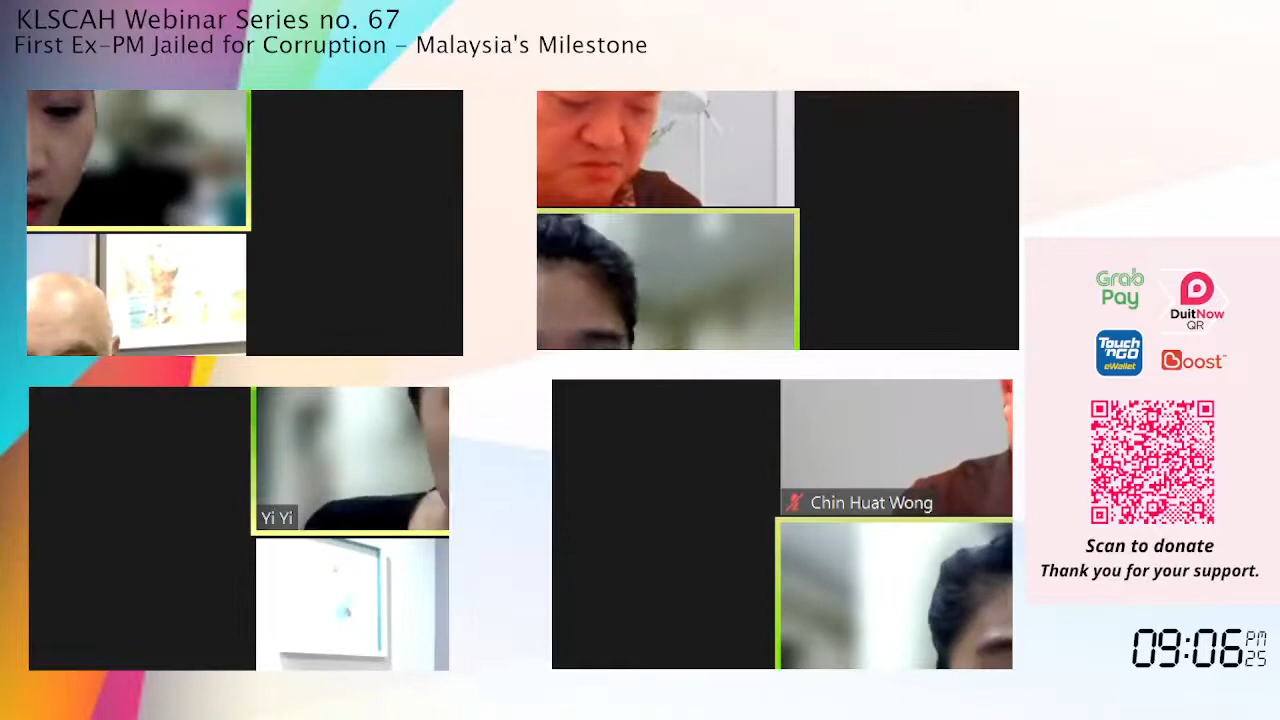 KLSCAH Webinar Series no. 67
First Ex-PM Jailed for Corruption - Malaysia's Milestone
Grab
Pay
DuitNow
QR
Touch
'nGO
eWallet
Boost
Yi Yi
Chin Huat Wong
Scan to donate
Thank you for your support.
09:06 PM
25